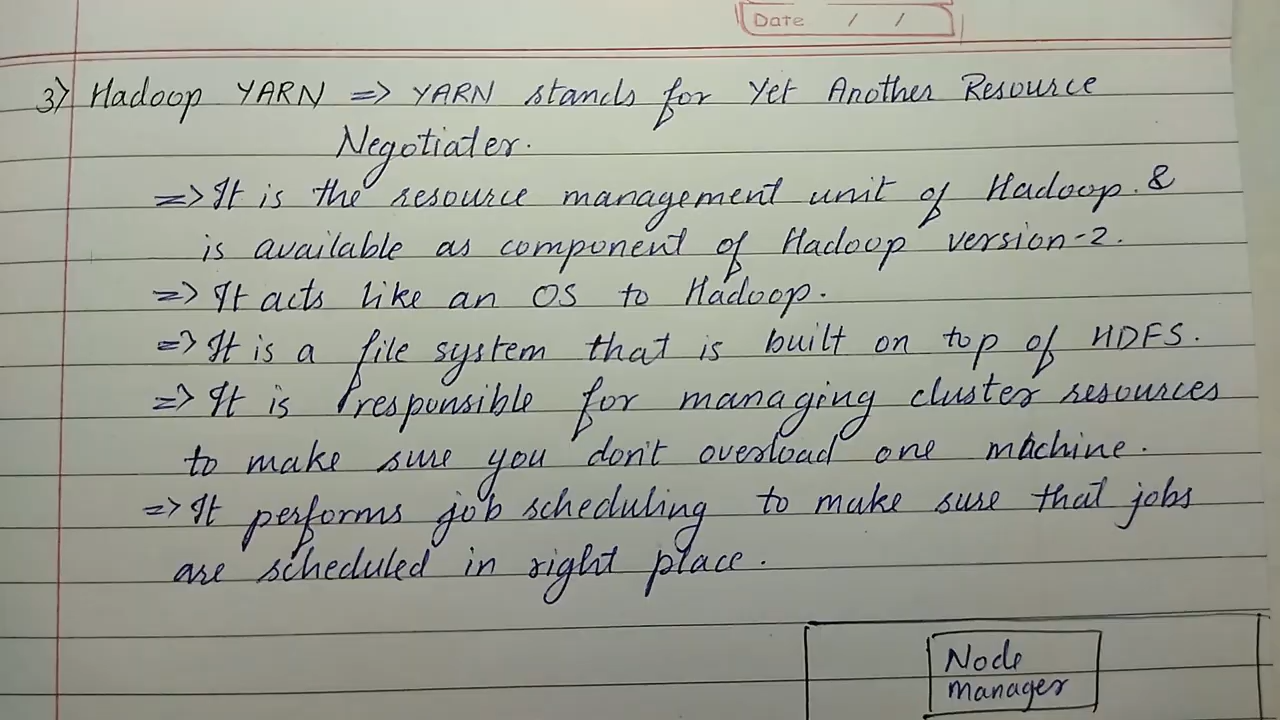 Date / /
3) Hadoop YARN => YARN stands for Yet Another Resource
Negotiater.
=> It is the resource management unit of Hadoop. &
is available as component of Hadoop version-2.
=> It acts like an OS to Hadoop.
=> It is a file system that is built on top of HDFS.
=> It is responsible for managing cluster resources
to make sure you don't overload one machine.
=> It performs job scheduling to make sure that jobs
are scheduled in right place.
Node
manager